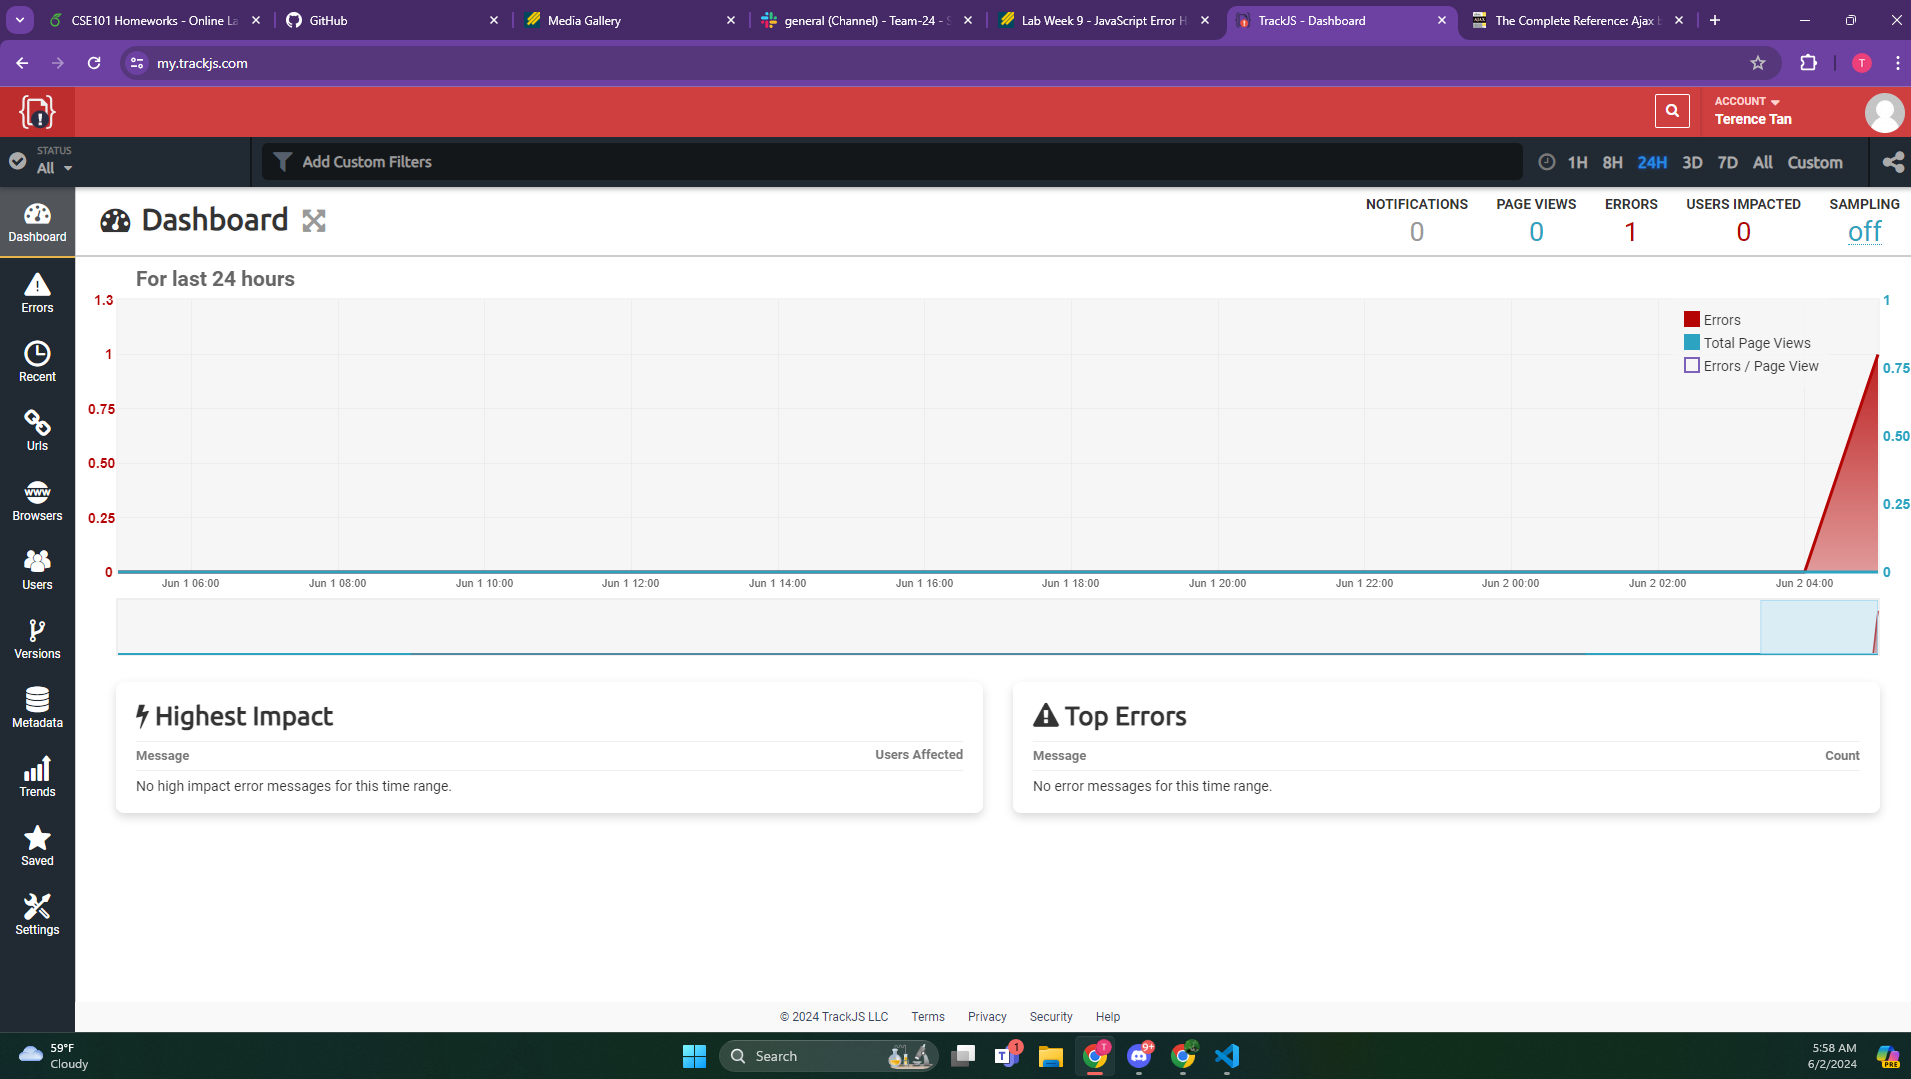 CSE101 Homeworks - Online La
GitHub
Media Gallery
general (Channel) - Team-24 - S
Lab Week 9 - JavaScript Error H
TrackJS - Dashboard
The Complete Reference: Ajax
my.trackjs.com
T
ACCOUNT
Terence Tan
STATUS
All
Add Custom Filters
1H 8H 24H 3D 7D All Custom
Dashboard
Errors
Recent
Urls
www
Browsers
Users
Versions
Metadata
Trends
Saved
Settings
Dashboard
NOTIFICATIONS
0
PAGE VIEWS
0
ERRORS
1
USERS IMPACTED
0
SAMPLING
off
For last 24 hours
1.3
1
0.75
0.50
0.25
0
Errors
Total Page Views
Errors / Page View
1
0.75
0.50
0.25
0
Jun 1 06:00
Jun 1 08:00
Jun 1 10:00
Jun 1 12:00
Jun 1 14:00
Jun 1 16:00
Jun 1 18:00
Jun 1 20:00
Jun 1 22:00
Jun 2 00:00
Jun 2 02:00
Jun 2 04:00
Highest Impact
Message Users Affected
No high impact error messages for this time range.
Top Errors
Message Count
No error messages for this time range.
© 2024 TrackJS LLC Terms Privacy Security Help
59°F
Cloudy
Search
1
T
9+
5:58 AM
6/2/2024
PRE